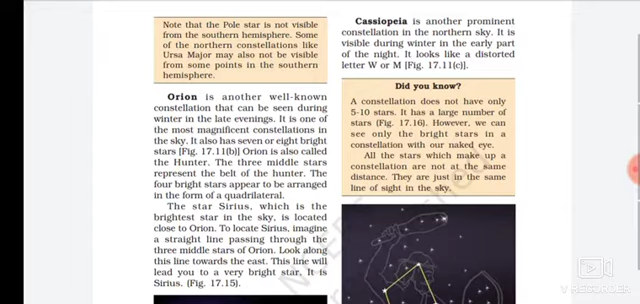 Note that the Pole star is not visible
from the southern hemisphere. Some
of the northern constellations like
Ursa Major may also not be visible
from some points in the southern
hemisphere.
Orion is another well-known
constellation that can be seen during
winter in the late evenings. It is one
of the most magnificent constellations in
the sky. It also has seven or eight bright
stars [Fig. 17.11(b)] Orion is also called
the Hunter. The three middle stars
represent the belt of the hunter. The
four bright stars appear to be arranged
in the form of a quadrilateral.
The star Sirius, which is the
brightest star in the sky, is located
close to Orion. To locate Sirius, imagine
a straight line passing through the
three middle stars of Orion. Look along
this line towards the east. This line will
lead you to a very bright star. It is
Sirius. (Fig. 17.15).
Cassiopeia is another prominent
constellation in the northern sky. It is
visible during winter in the early part
of the night. It looks like a distorted
letter W or M [Fig. 17.11(c)].
Did you know?
A constellation does not have only
5-10 stars. It has a large number of
stars (Fig. 17.16). However, we can
see only the bright stars in a
constellation with our naked eye.
All the stars which make up a
constellation are not at the same
distance. They are just in the same
line of sight in the sky.
V RECORDER